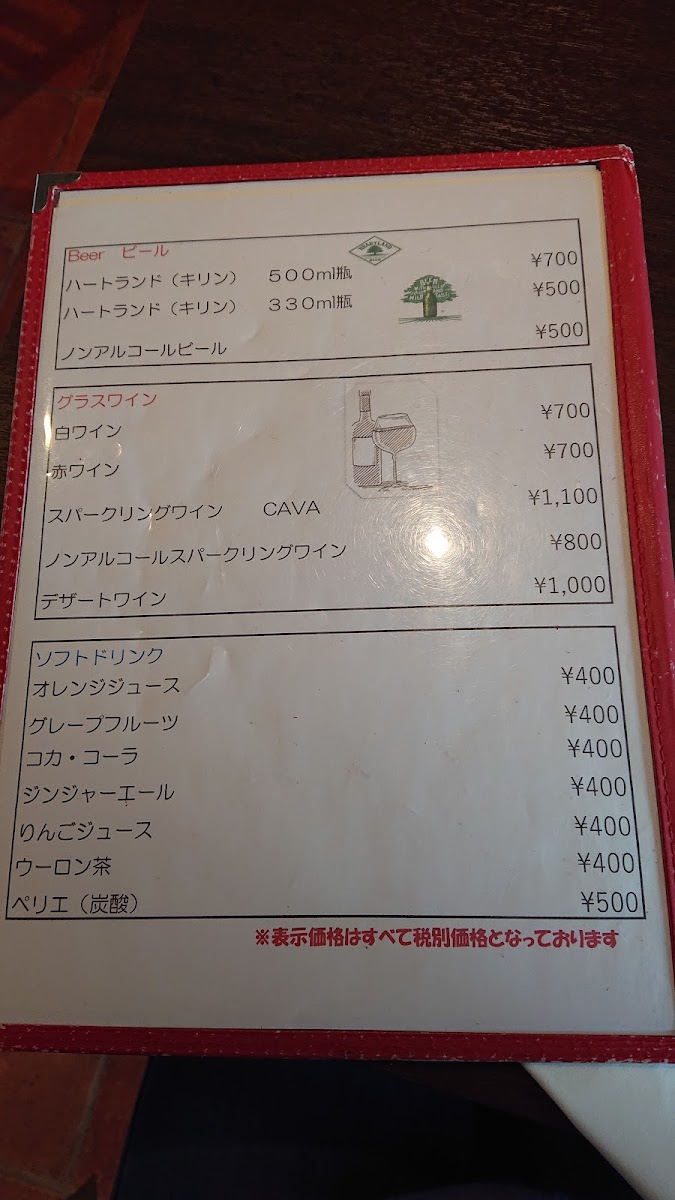 Beer ビール
ハートランド（キリン） ５００ml瓶 ¥700
ハートランド（キリン） ３３０ml瓶 ¥500
ノンアルコールビール ¥500
HEARTLAND
BEER
BEER
グラスワイン
白ワイン ¥700
赤ワイン ¥700
スパークリングワイン CAVA ¥1,100
ノンアルコールスパークリングワイン ¥800
デザートワイン ¥1,000
ソフトドリンク
オレンジジュース ¥400
グレープフルーツ ¥400
コカ・コーラ ¥400
ジンジャーエール ¥400
りんごジュース ¥400
ウーロン茶 ¥400
ペリエ（炭酸） ¥500
※表示価格はすべて税別価格となっております